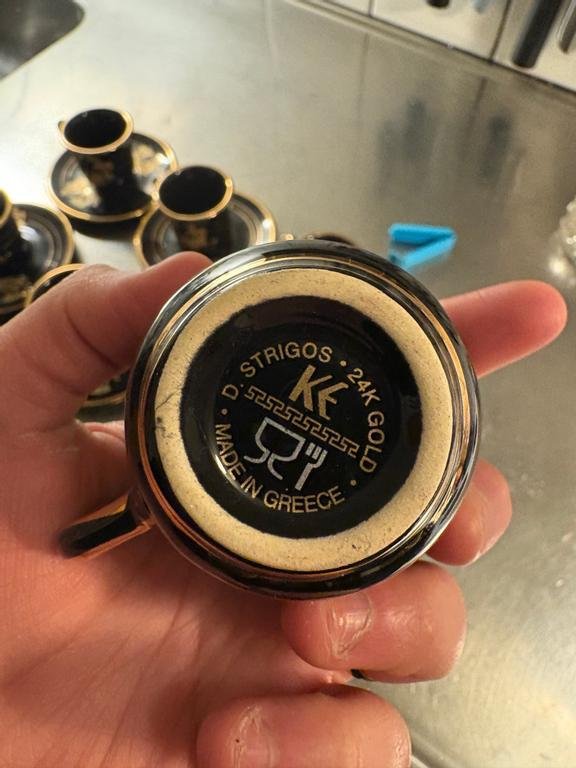 D. STRIGOS • 24K GOLD •
KE
MADE IN GREECE •